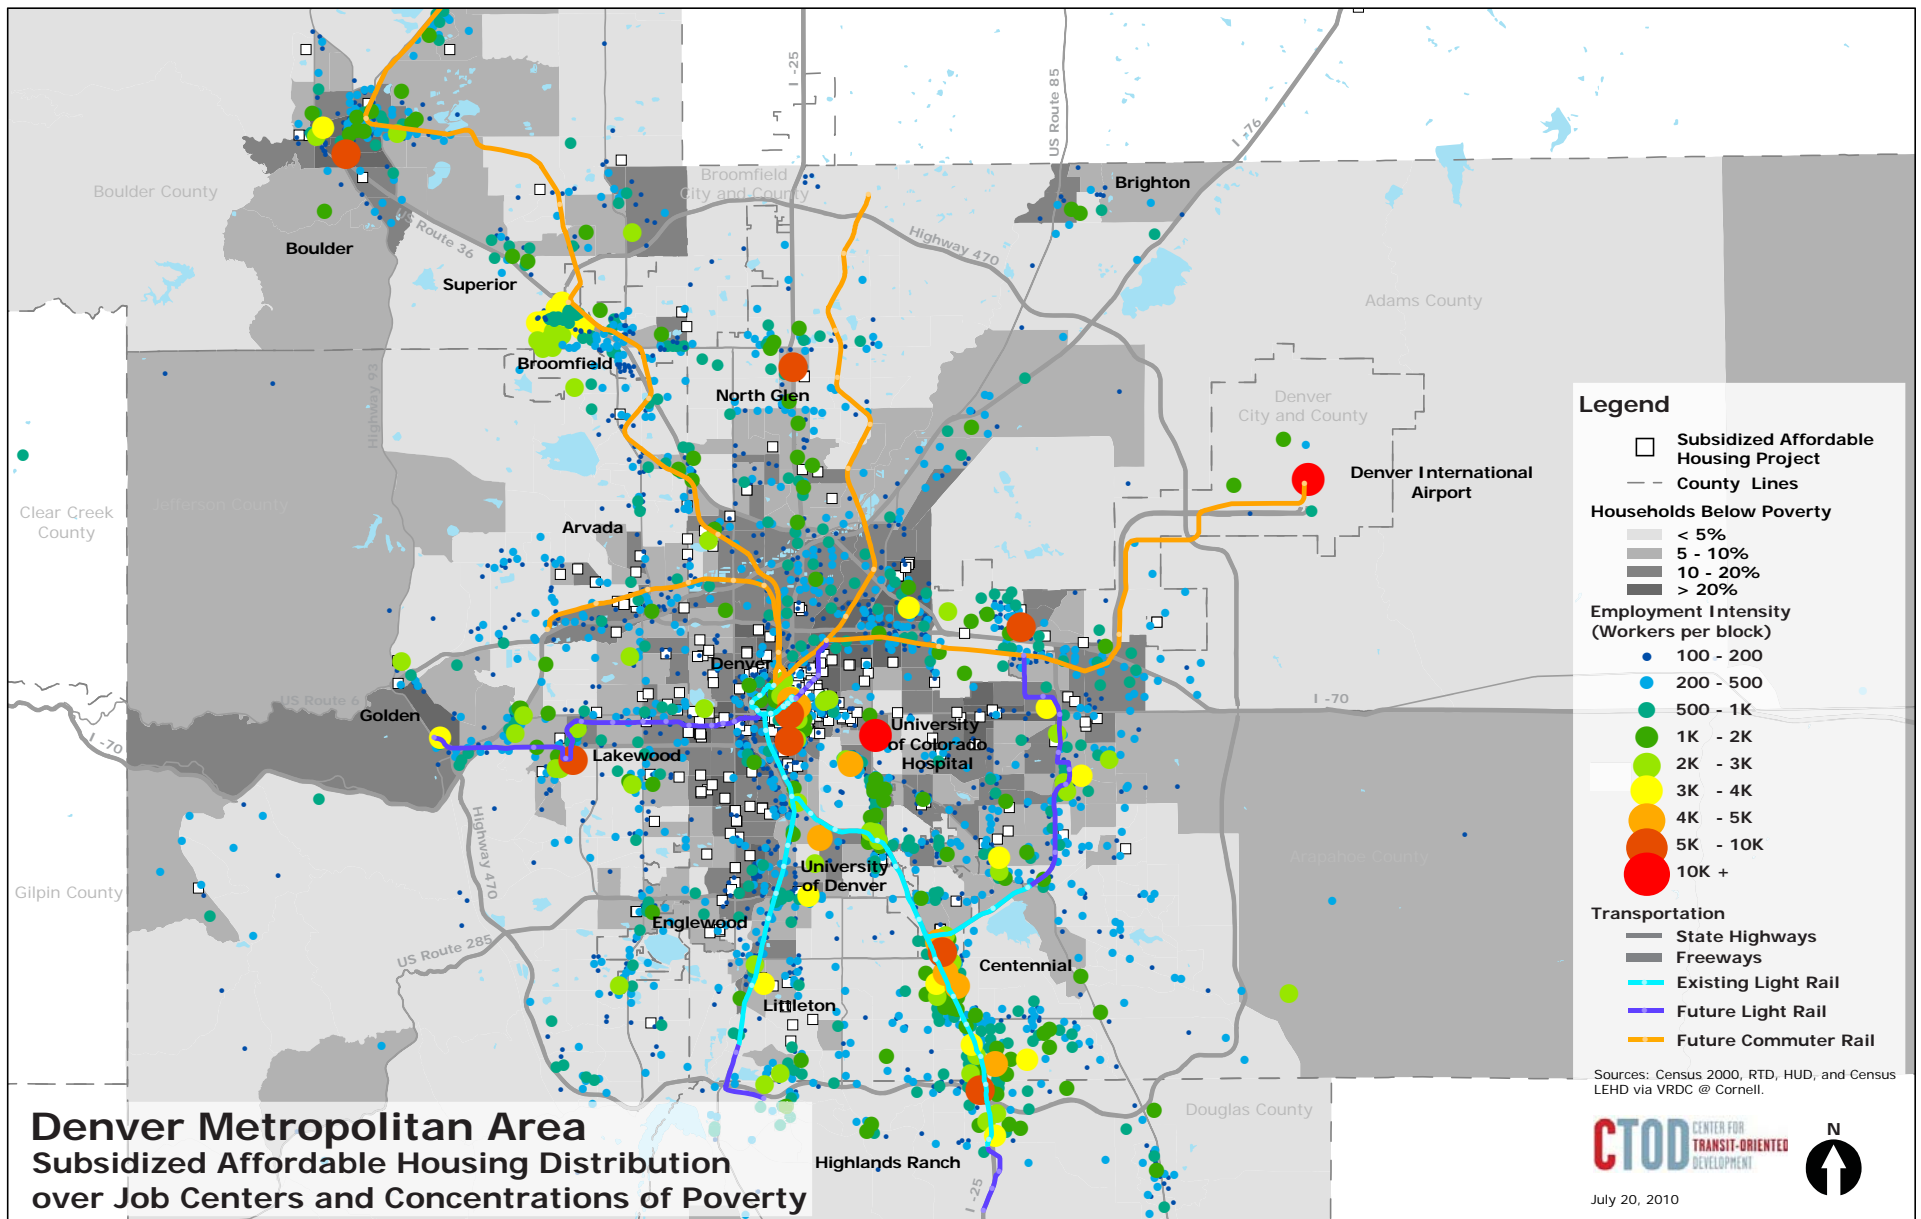 I -25
US Route 85
I -76
Broomfield
City and County
Brighton
Boulder County
US Route 36
Boulder
Highway 470
Superior
Adams County
Broomfield
Highway 93
North Glen
Denver
City and County
Denver International
Airport
Jefferson County
Clear Creek
County
Arvada
Denver
US Route 6
Golden
I -70
I -70
University
of Colorado
Hospital
Lakewood
Highway 470
Arapahoe County
University
of Denver
Gilpin County
Englewood
US Route 285
Centennial
Littleton
Douglas County
Highlands Ranch
I -25
Legend
Subsidized Affordable
Housing Project
County Lines
Households Below Poverty
< 5%
5 - 10%
10 - 20%
> 20%
Employment Intensity
(Workers per block)
100 - 200
200 - 500
500 - 1K
1K - 2K
2K - 3K
3K - 4K
4K - 5K
5K - 10K
10K +
Transportation
State Highways
Freeways
Existing Light Rail
Future Light Rail
Future Commuter Rail
Sources: Census 2000, RTD, HUD, and Census
LEHD via VRDC @ Cornell.
CTOD CENTER FOR
TRANSIT-ORIENTED
DEVELOPMENT
N
July 20, 2010
Denver Metropolitan Area
Subsidized Affordable Housing Distribution
over Job Centers and Concentrations of Poverty